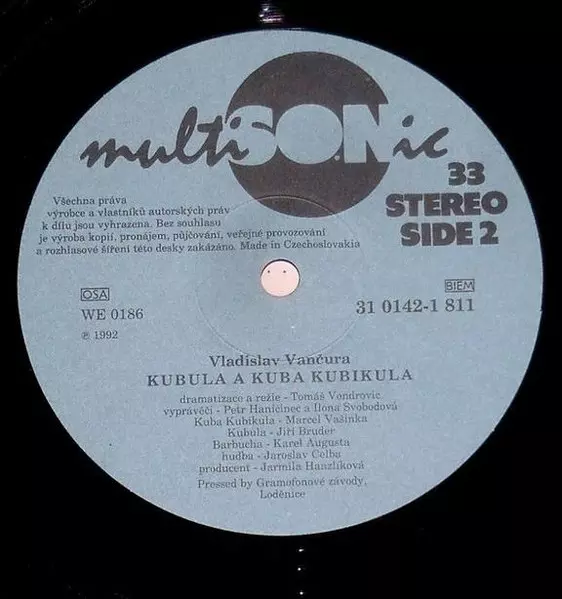 multiSONic
33
STEREO
SIDE 2
Všechna práva
výrobce a vlastníků autorských práv
k dílu jsou vyhrazena. Bez souhlasu
je výroba kopií, pronájem, půjčování, veřejné provozování
a rozhlasové šíření této desky zakázáno. Made in Czechoslovakia
OSA
BIEM
WE 0186
31 0142-1 811
℗ 1992
Vladislav Vančura
KUBULA A KUBA KUBIKULA
dramatizace a režie - Tomáš Vondrovic
vyprávěčí - Petr Haničinec a Ilona Svobodová
Kuba Kubikula - Marcel Vašinka
Kubula - Jiří Bruder
Barbucha - Karel Augusta
hudba - Jaroslav Celba
producent - Jarmila Hanzlíková
Pressed by Gramofonové závody,
Loděnice